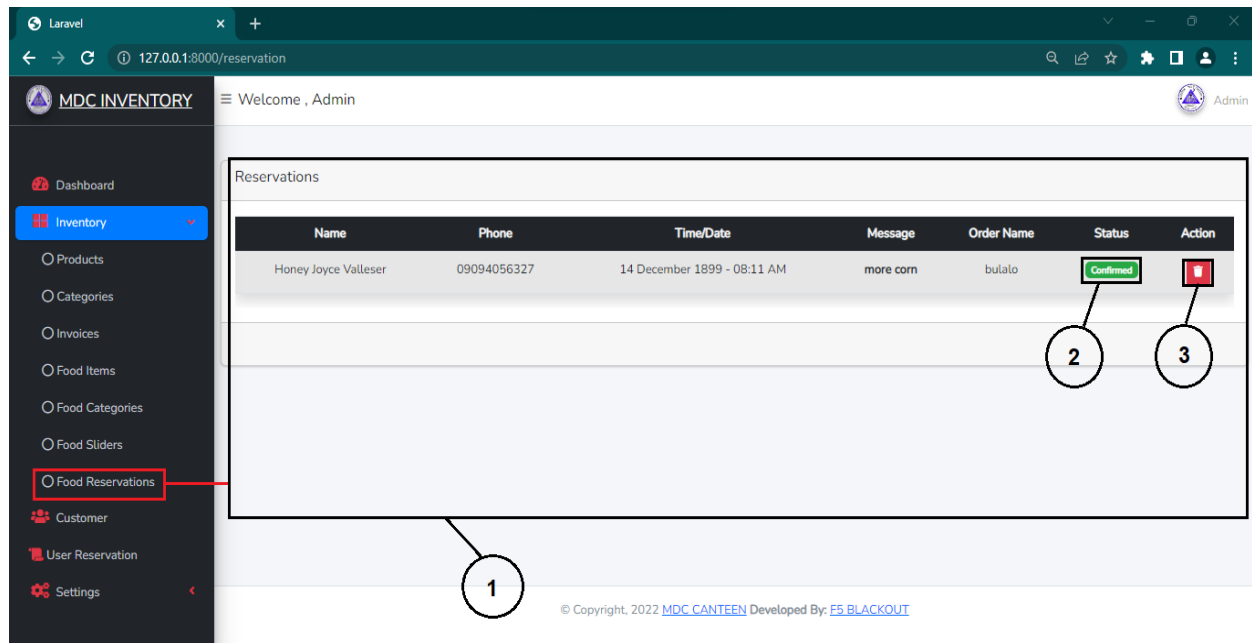 Laravel
127.0.0.1:8000/reservation
MDC INVENTORY
Welcome , Admin
Admin
Dashboard
Inventory
Products
Categories
Invoices
Food Items
Food Categories
Food Sliders
Food Reservations
Customer
User Reservation
Settings
Reservations
Name Phone Time/Date Message Order Name Status Action
Honey Joyce Valleser 09094056327 14 December 1899 - 08:11 AM more corn bulalo Confirmed
2 3
1
© Copyright, 2022 MDC CANTEEN Developed By: F5 BLACKOUT